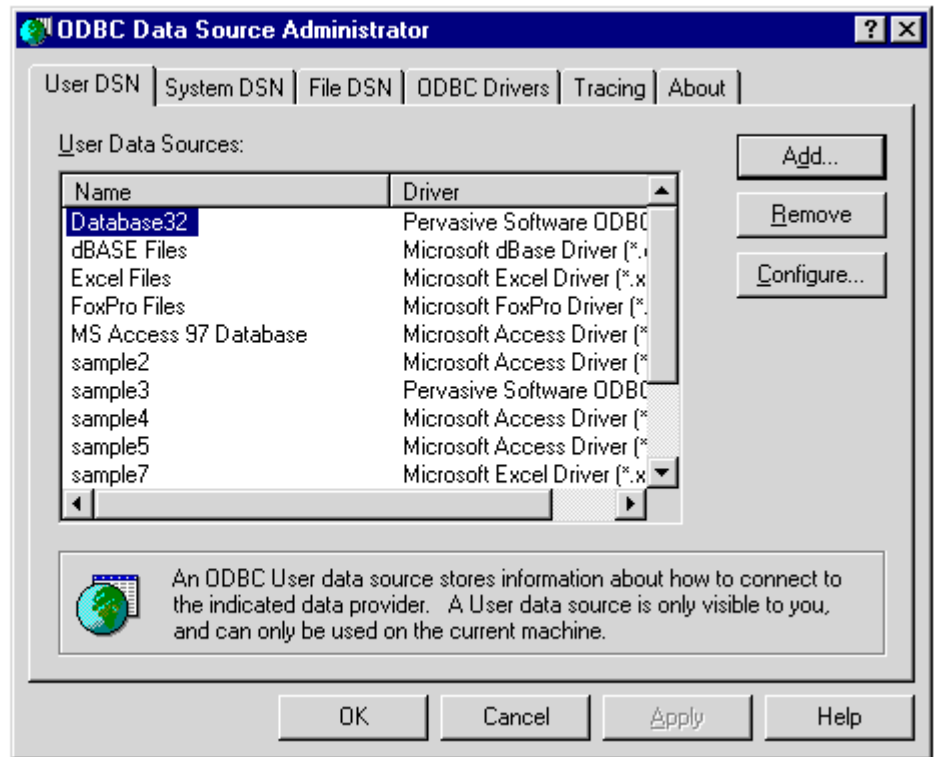 ODBC Data Source Administrator
User DSN System DSN File DSN ODBC Drivers Tracing About
User Data Sources:
Add...
Name Driver
Database32 Pervasive Software ODBC
dBASE Files Microsoft dBase Driver (*.
Remove
Excel Files Microsoft Excel Driver (*.x
Configure...
FoxPro Files Microsoft FoxPro Driver (*.
MS Access 97 Database Microsoft Access Driver (*
sample2 Microsoft Access Driver (*
sample3 Pervasive Software ODBC
sample4 Microsoft Access Driver (*
sample5 Microsoft Access Driver (*
sample7 Microsoft Excel Driver (*.x
An ODBC User data source stores information about how to connect to
the indicated data provider. A User data source is only visible to you,
and can only be used on the current machine.
OK Cancel Apply Help